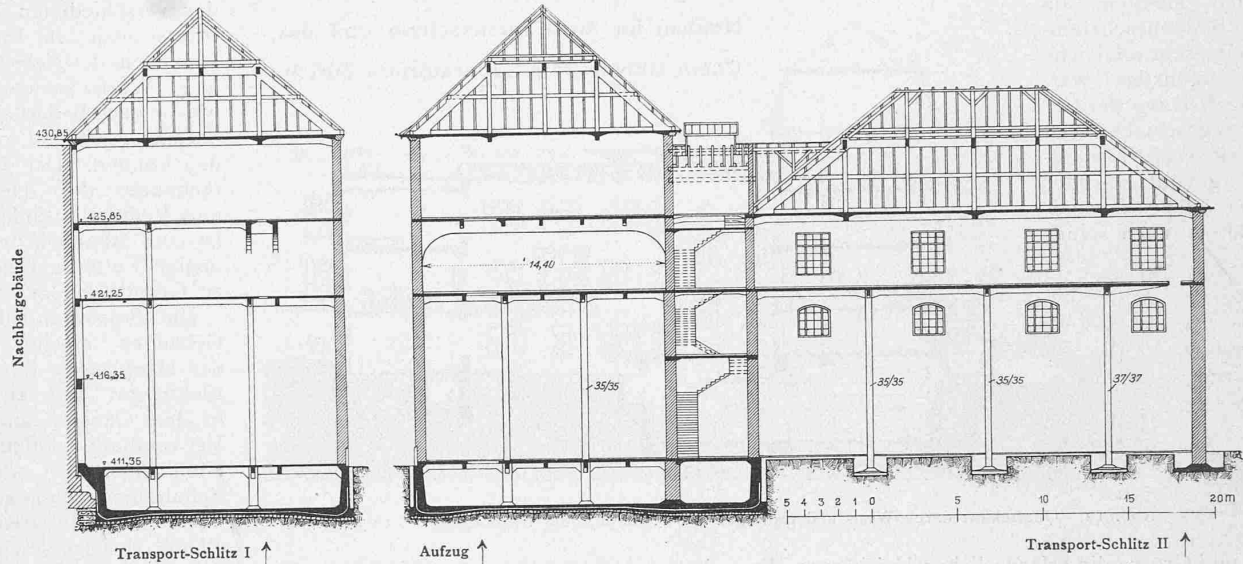 430,85
425,85
14,40
421,25
Nachbargebäude
416,35
35/35
35/35
35/35
37/37
411,35
5 4 3 2 1 0 5 10 15 20 m
Transport-Schlitz I
Aufzug
Transport-Schlitz II